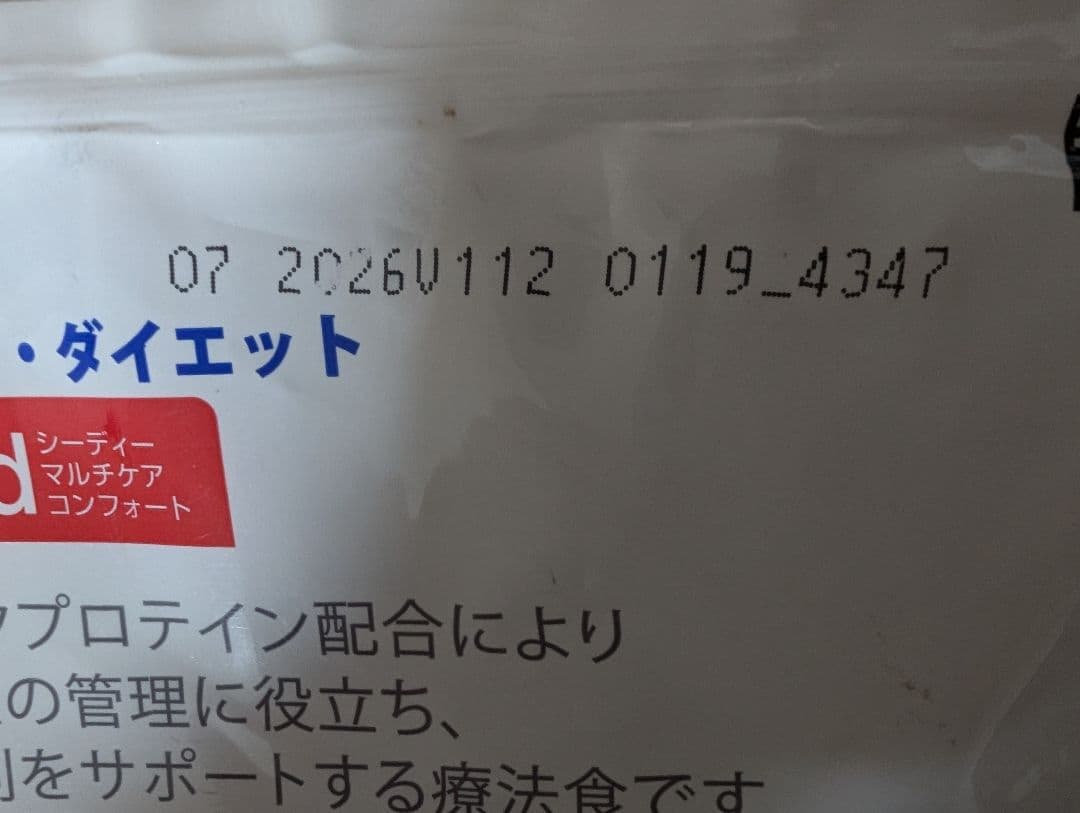 07 2026V112 0119_4347
・ダイエット
d
シーディー
マルチケア
コンフォート
プロテイン配合により
の管理に役立ち、
をサポートする療法食です